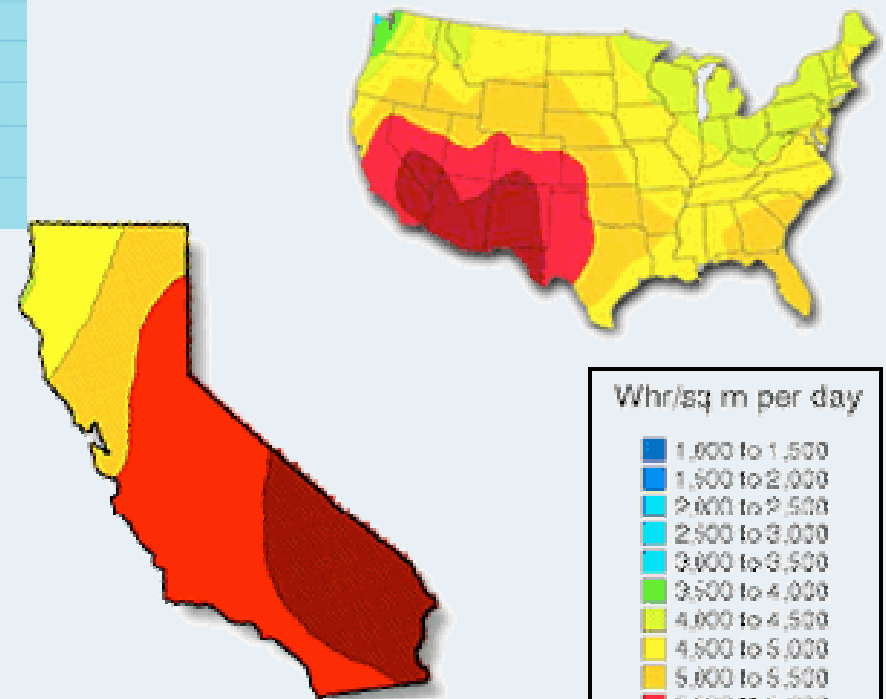 Whr/sq m per day
1,000 to 1,500
1,500 to 2,000
2,000 to 2,500
2,500 to 3,000
3,000 to 3,500
3,500 to 4,000
4,000 to 4,500
4,500 to 5,000
5,000 to 5,500